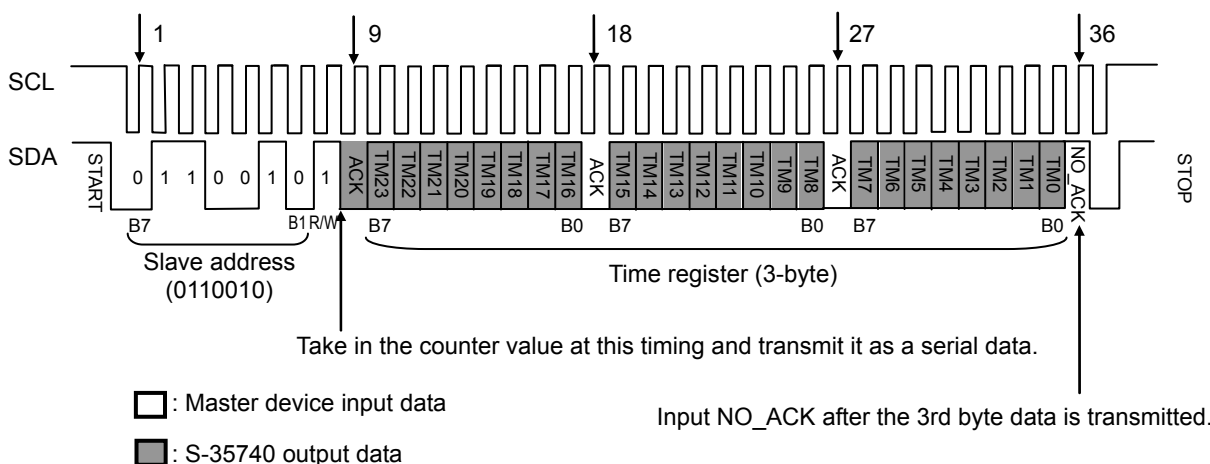 1 9 18 27 36
SCL
SDA
START 0 1 1 0 0 1 0 1 ACK TM23 TM22 TM21 TM20 TM19 TM18 TM17 TM16 ACK TM15 TM14 TM13 TM12 TM11 TM10 TM9 TM8 ACK TM7 TM6 TM5 TM4 TM3 TM2 TM1 TM0 NO_ACK STOP
B7 B1 R/W B7 B0 B7 B0 B7 B0
Slave address
(0110010)
Time register (3-byte)
Take in the counter value at this timing and transmit it as a serial data.
: Master device input data
Input NO_ACK after the 3rd byte data is transmitted.
: S-35740 output data